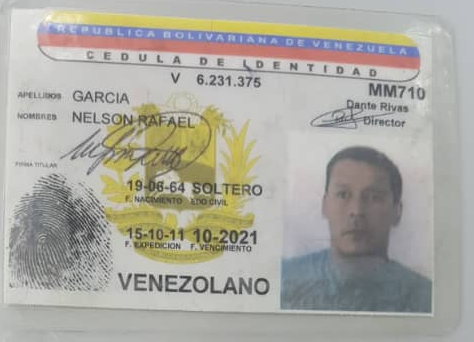 REPUBLICA BOLIVARIANA DE VENEZUELA
CEDULA DE IDENTIDAD
V 6.231.375
MM710
APELLIDOS GARCIA
Dante Rivas
Director
NOMBRES NELSON RAFAEL
FIRMA TITULAR
19-06-64 SOLTERO
F. NACIMIENTO EDO CIVIL
15-10-11 10-2021
F. EXPEDICION F. VENCIMIENTO
VENEZOLANO